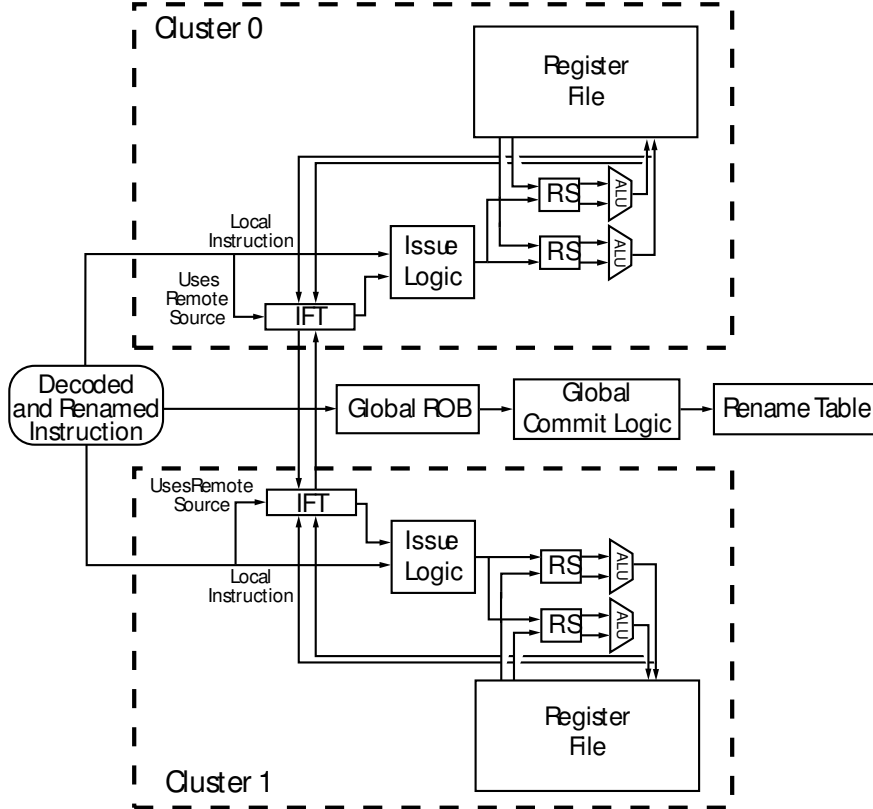 Cluster 0
Register
File
RS
ALU
Local
Instruction
Issue
Logic
RS
ALU
Uses
Remote
Source
IFT
Decoded
and Renamed
Instruction
Global ROB
Global
Commit Logic
Rename Table
UsesRemote
Source
IFT
Issue
Logic
RS
ALU
Local
Instruction
RS
ALU
Register
File
Cluster 1